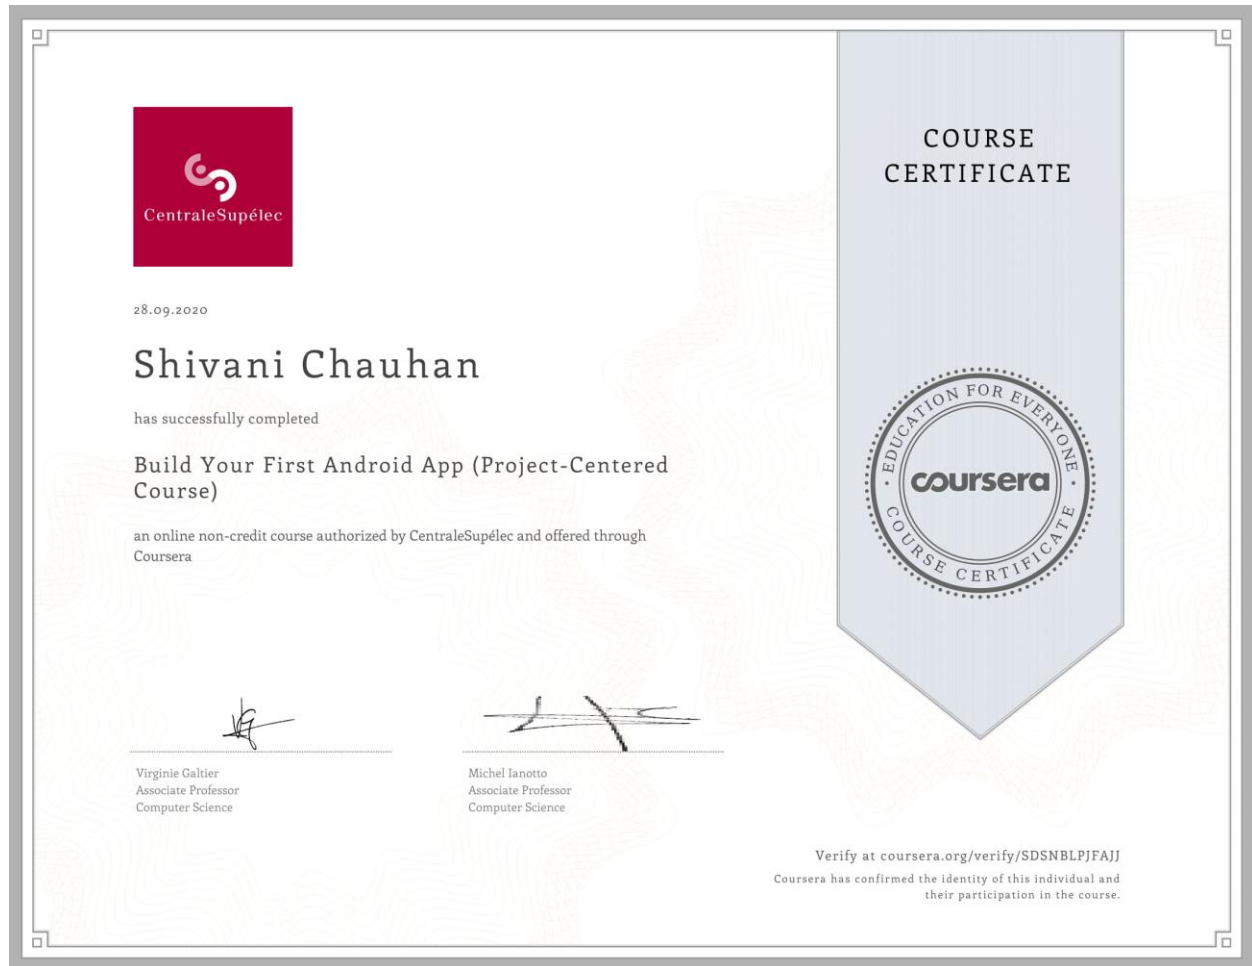 CentraleSupélec
28.09.2020
Shivani Chauhan
has successfully completed
Build Your First Android App (Project-Centered
Course)
an online non-credit course authorized by CentraleSupélec and offered through
Coursera
Virginie Galtier
Associate Professor
Computer Science
Michel Ianotto
Associate Professor
Computer Science
COURSE
CERTIFICATE
EDUCATION FOR EVERYONE
coursera
COURSE CERTIFICATE
Verify at coursera.org/verify/SDSNBLPJFAJJ
Coursera has confirmed the identity of this individual and
their participation in the course.